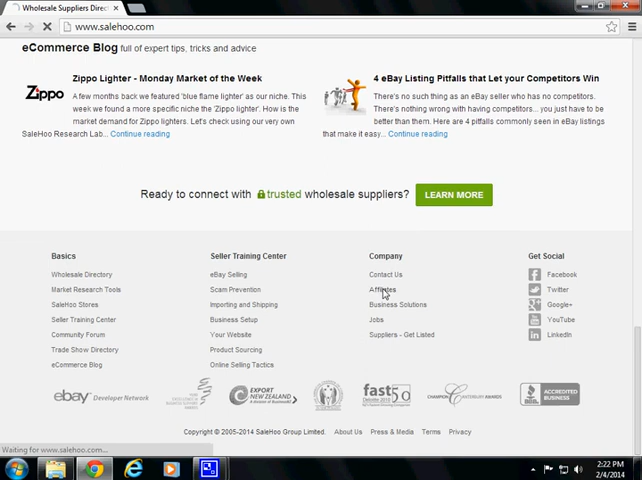 Wholesale Suppliers Direc
www.salehoo.com
eCommerce Blog full of expert tips, tricks and advice
Zippo Lighter - Monday Market of the Week
A few months back we featured 'blue flame lighter' as our niche. This
week we found a more specific niche the 'Zippo lighter'. How is the
market demand for Zippo lighters. Let's check using our very own
SaleHoo Research Lab... Continue reading
Zippo
4 eBay Listing Pitfalls that Let your Competitors Win
There's no such thing as an eBay seller who has no competitors.
There's nothing wrong with having competitors... you just have to be
better than them. Here are 4 pitfalls commonly seen in eBay listings
that make it easy... Continue reading
Ready to connect with trusted wholesale suppliers? LEARN MORE
Basics
Wholesale Directory
Market Research Tools
SaleHoo Stores
Seller Training Center
Community Forum
Trade Show Directory
eCommerce Blog
Seller Training Center
eBay Selling
Scam Prevention
Importing and Shipping
Business Setup
Your Website
Product Sourcing
Online Selling Tactics
Company
Contact Us
Affiliates
Business Solutions
Jobs
Suppliers - Get Listed
Get Social
Facebook
Twitter
Google+
YouTube
LinkedIn
ebay Developer Network
EXPORT
NEW ZEALAND
fast50
CHAMPION CANTERBURY AWARDS
ACCREDITED
BUSINESS
Copyright © 2005-2014 SaleHoo Group Limited. About Us Press & Media Terms Privacy
Waiting for www.salehoo.com...
2:22 PM
2/4/2014